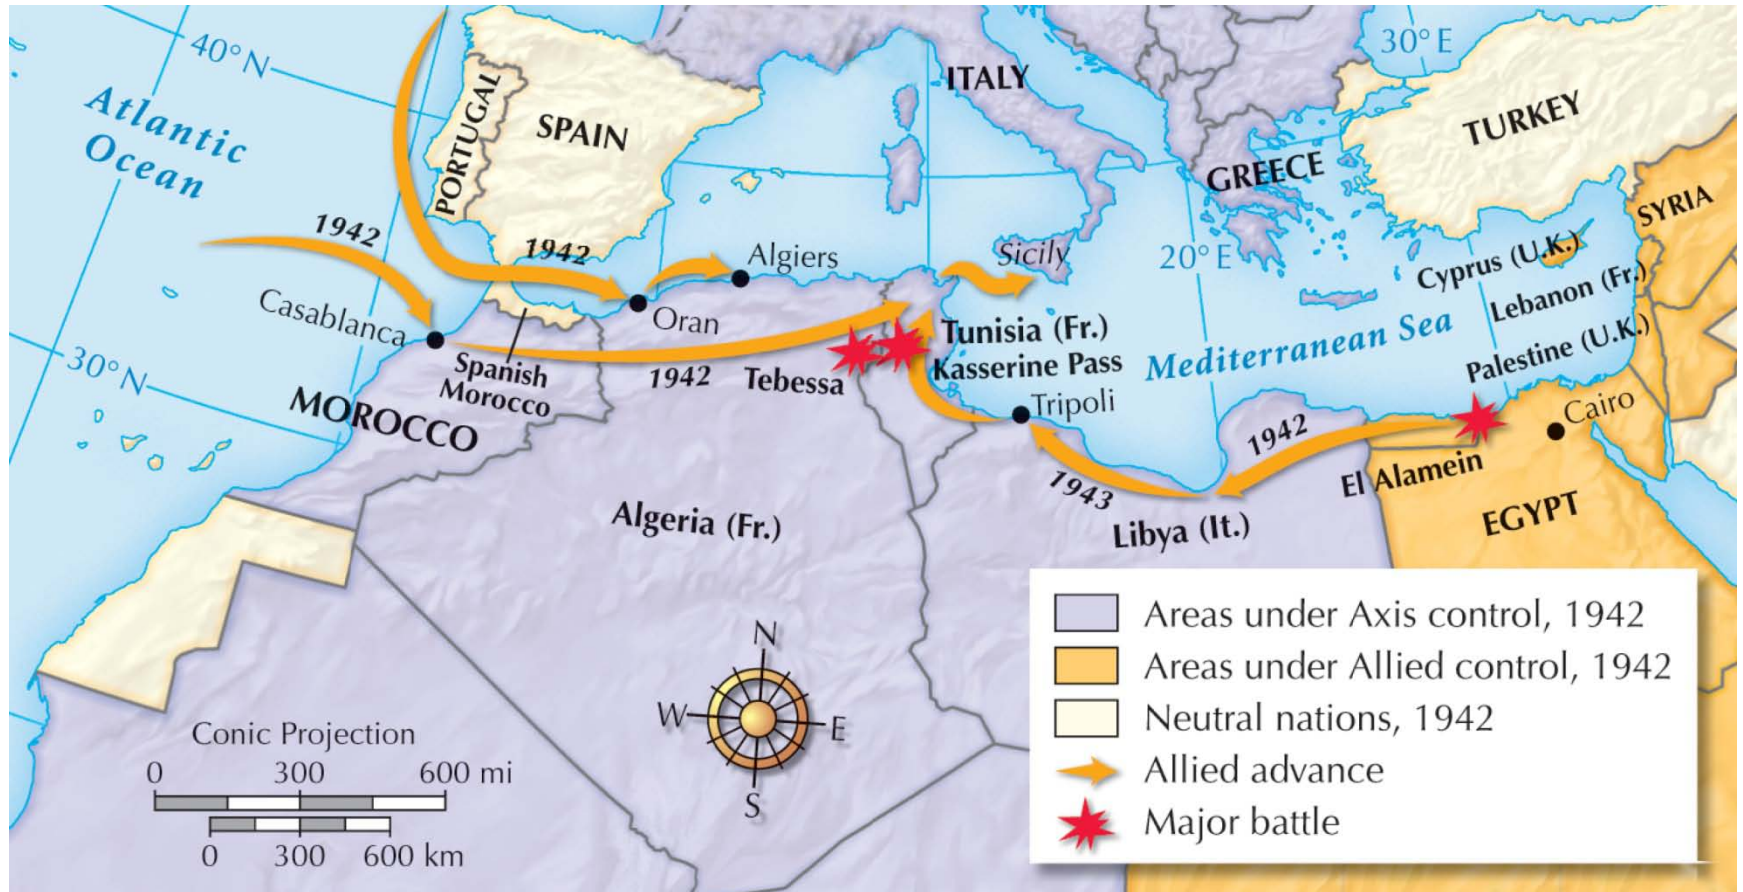 40°N
30°E
Atlantic
Ocean
PORTUGAL
SPAIN
ITALY
GREECE
TURKEY
SYRIA
1942
1942
Algiers
Sicily
20°E
Cyprus (U.K.)
Lebanon (Fr.)
Casablanca
Oran
Tunisia (Fr.)
Kasserine Pass
Mediterranean Sea
Palestine (U.K.)
30°N
Spanish
Morocco
1942
Tebessa
Tripoli
Cairo
MOROCCO
1942
El Alamein
1943
Algeria (Fr.)
Libya (It.)
EGYPT
N
W
E
S
Conic Projection
0 300 600 mi
0 300 600 km
Areas under Axis control, 1942
Areas under Allied control, 1942
Neutral nations, 1942
Allied advance
Major battle